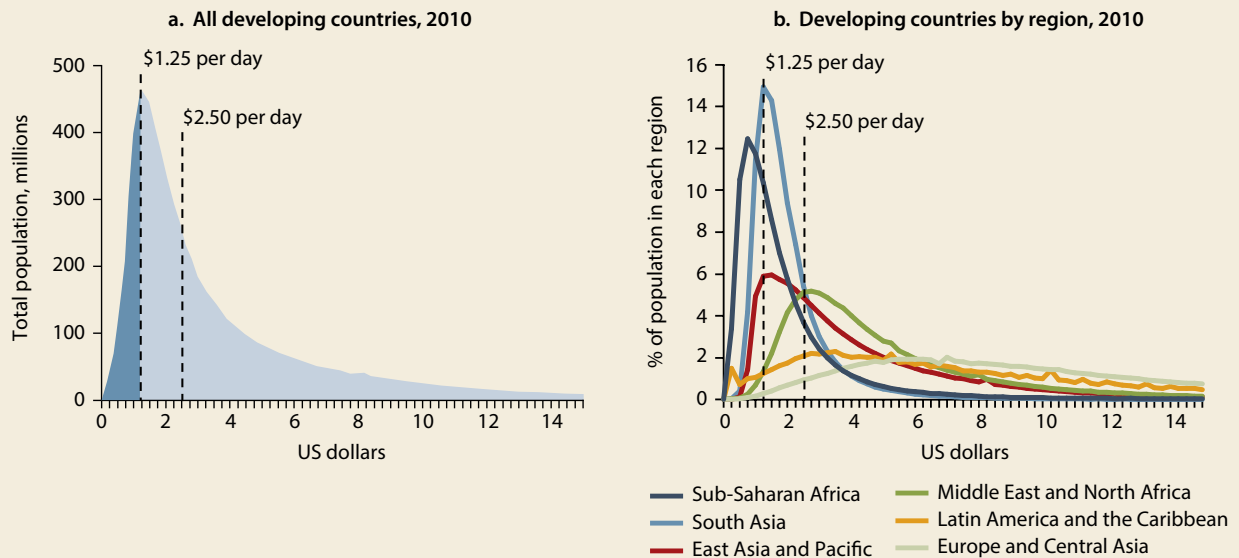 a. All developing countries, 2010
$1.25 per day
$2.50 per day
Total population, millions
500
400
300
200
100
0
0 2 4 6 8 10 12 14
US dollars
b. Developing countries by region, 2010
$1.25 per day
$2.50 per day
% of population in each region
16
14
12
10
8
6
4
2
0
0 2 4 6 8 10 12 14
US dollars
Sub-Saharan Africa
South Asia
East Asia and Pacific
Middle East and North Africa
Latin America and the Caribbean
Europe and Central Asia